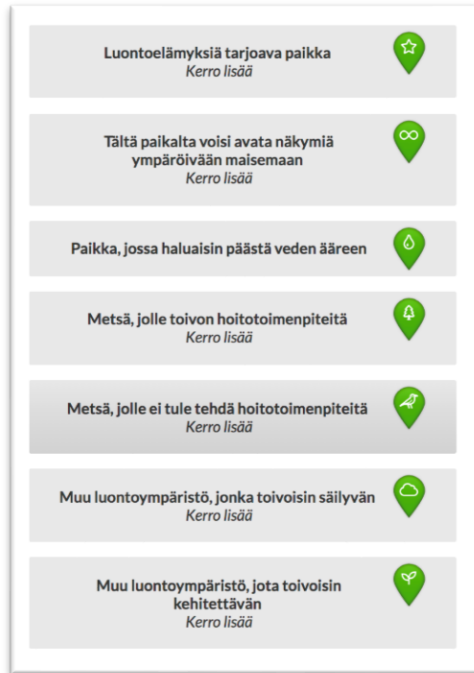 Luontoelämyksiä tarjoava paikka
Kerro lisää
Tältä paikalta voisi avata näkymiä
ympäröivään maisemaan
Kerro lisää
Paikka, jossa haluaisin päästä veden ääreen
Metsä, jolle toivon hoitotoimenpiteitä
Kerro lisää
Metsä, jolle ei tule tehdä hoitotoimenpiteitä
Kerro lisää
Muu luontoympäristö, jonka toivoisin säilyvän
Kerro lisää
Muu luontoympäristö, jota toivoisin
kehitettävän
Kerro lisää